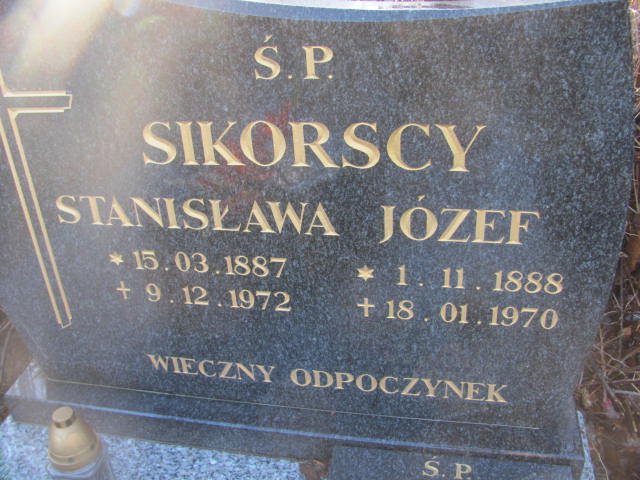 Ś.P.
SIKORSCY
STANISŁAWA JÓZEF
* 15.03.1887 * 1.11.1888
† 9.12.1972 † 18.01.1970
WIECZNY ODPOCZYNEK
Ś.P.